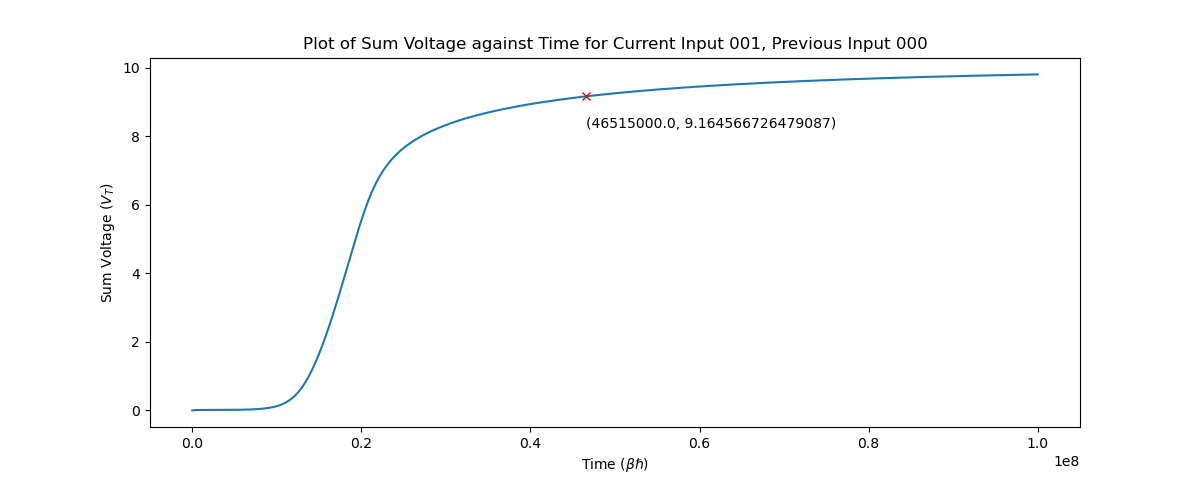 Plot of Sum Voltage against Time for Current Input 001, Previous Input 000
10
8
6
4
2
0
Sum Voltage (V_T)
(46515000.0, 9.164566726479087)
0.0 0.2 0.4 0.6 0.8 1.0
1e8
Time (βℏ)